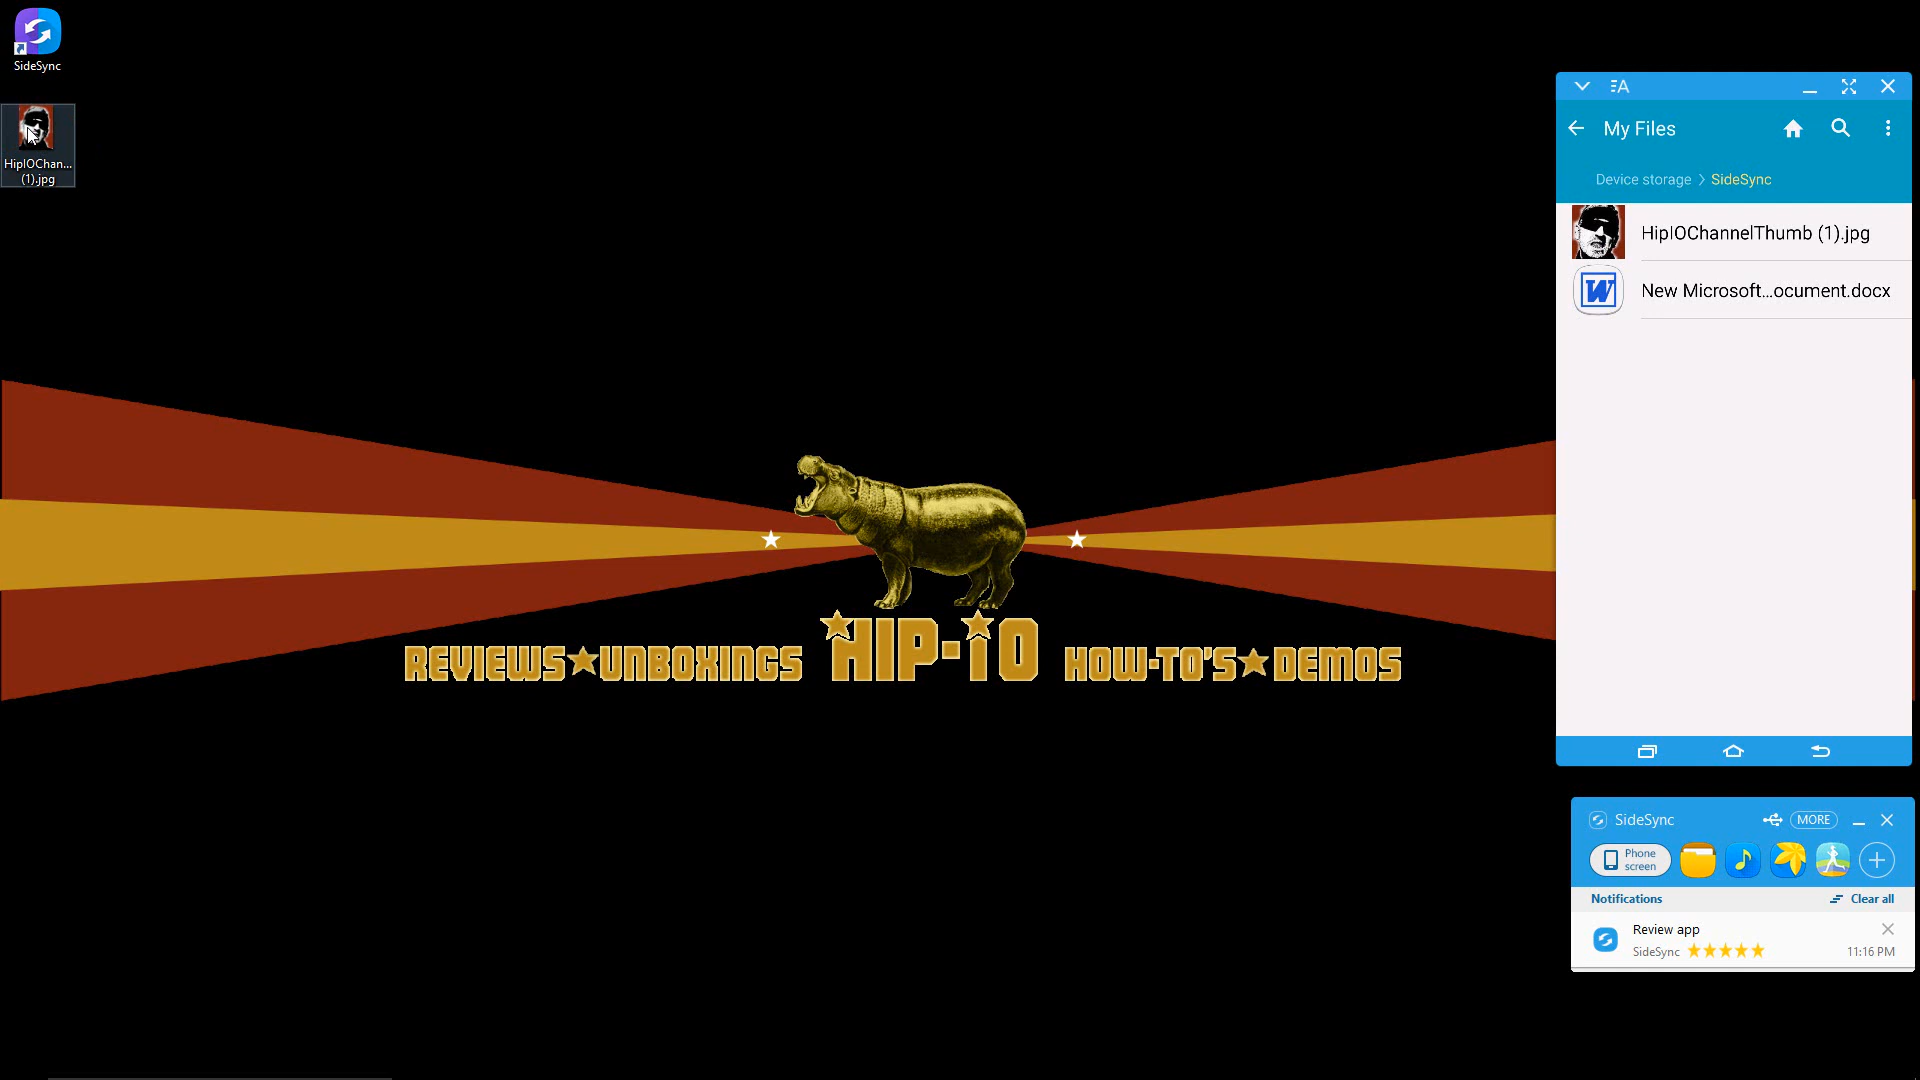 SideSync
HipIOChan...
(1).jpg
A
My Files
Device storage > SideSync
HipIOChannelThumb (1).jpg
W
New Microsoft...ocument.docx
HIP-IO
REVIEWS★UNBOXINGS
HOW-TO'S★DEMOS
SideSync
MORE
Phone
screen
Notifications
Clear all
Review app
SideSync ★★★★★
11:16 PM